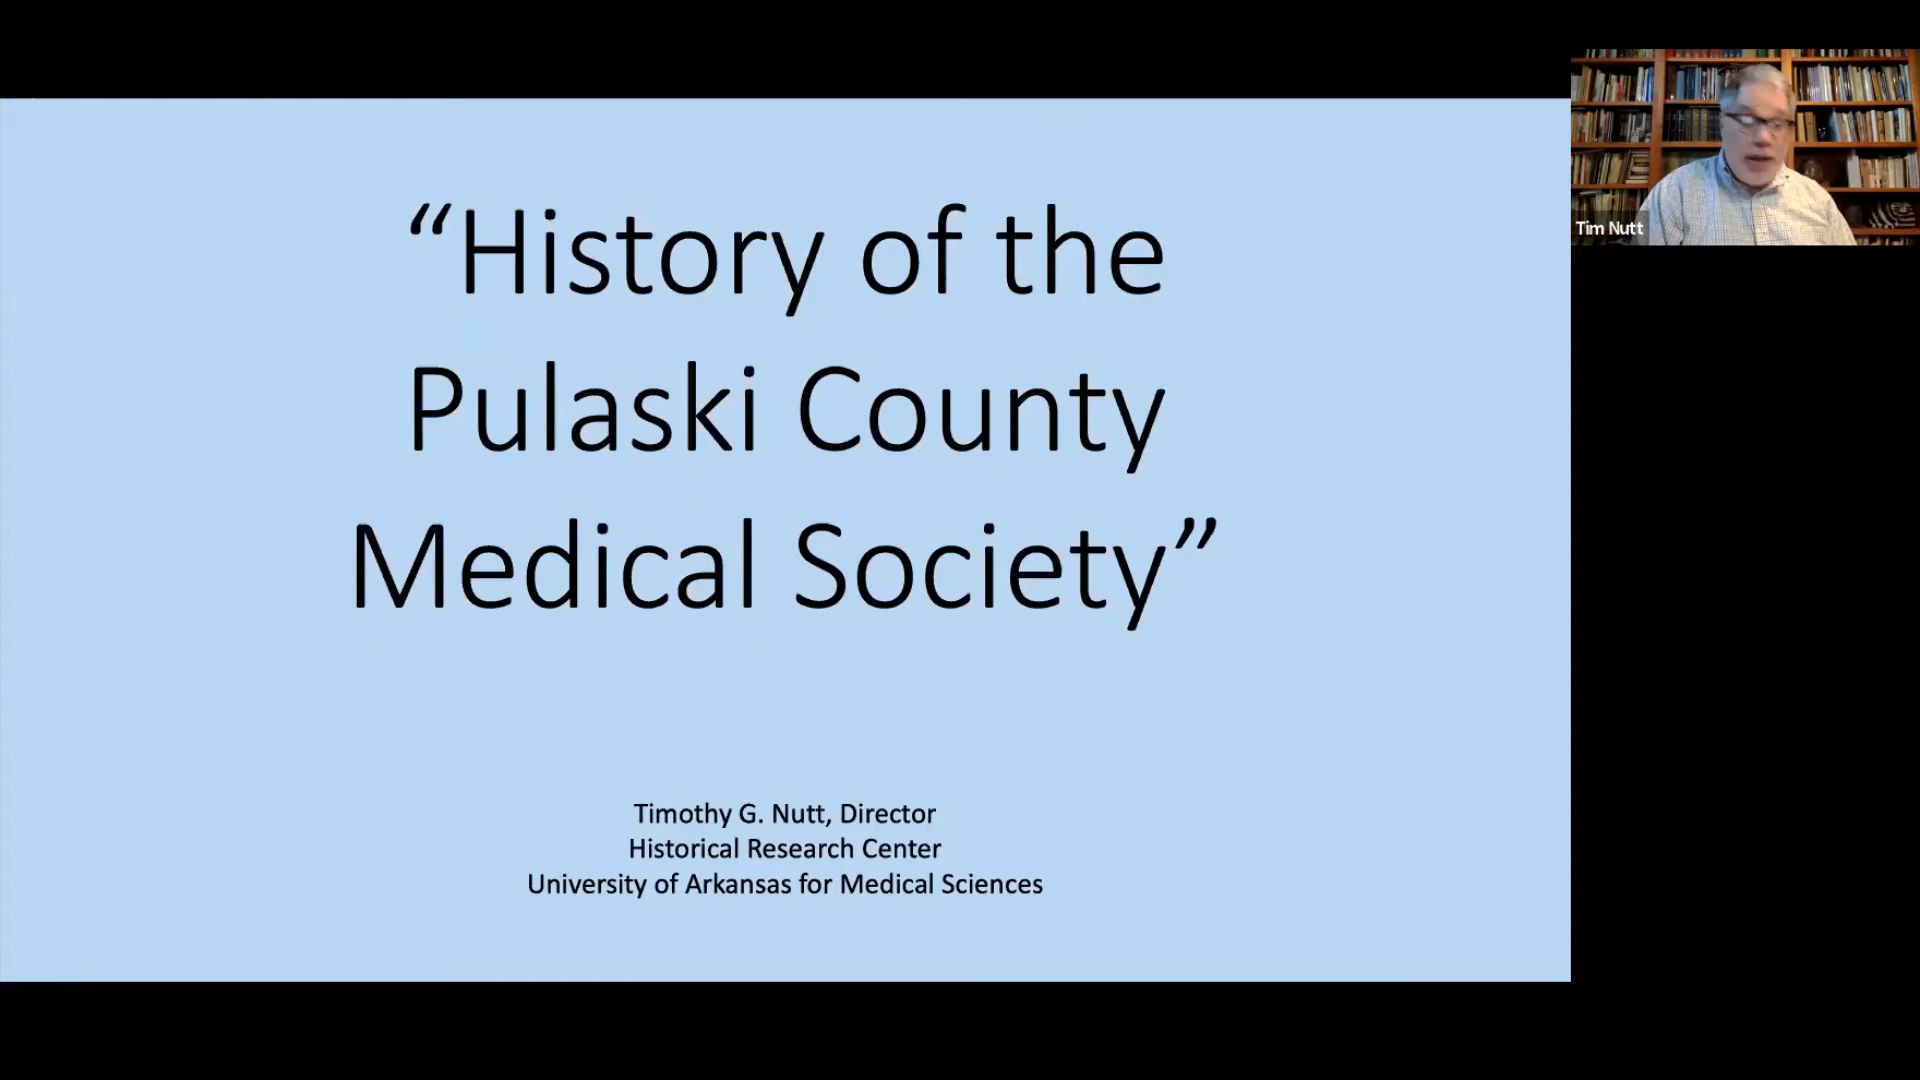 “History of the
Pulaski County
Medical Society”
Timothy G. Nutt, Director
Historical Research Center
University of Arkansas for Medical Sciences
Tim Nutt